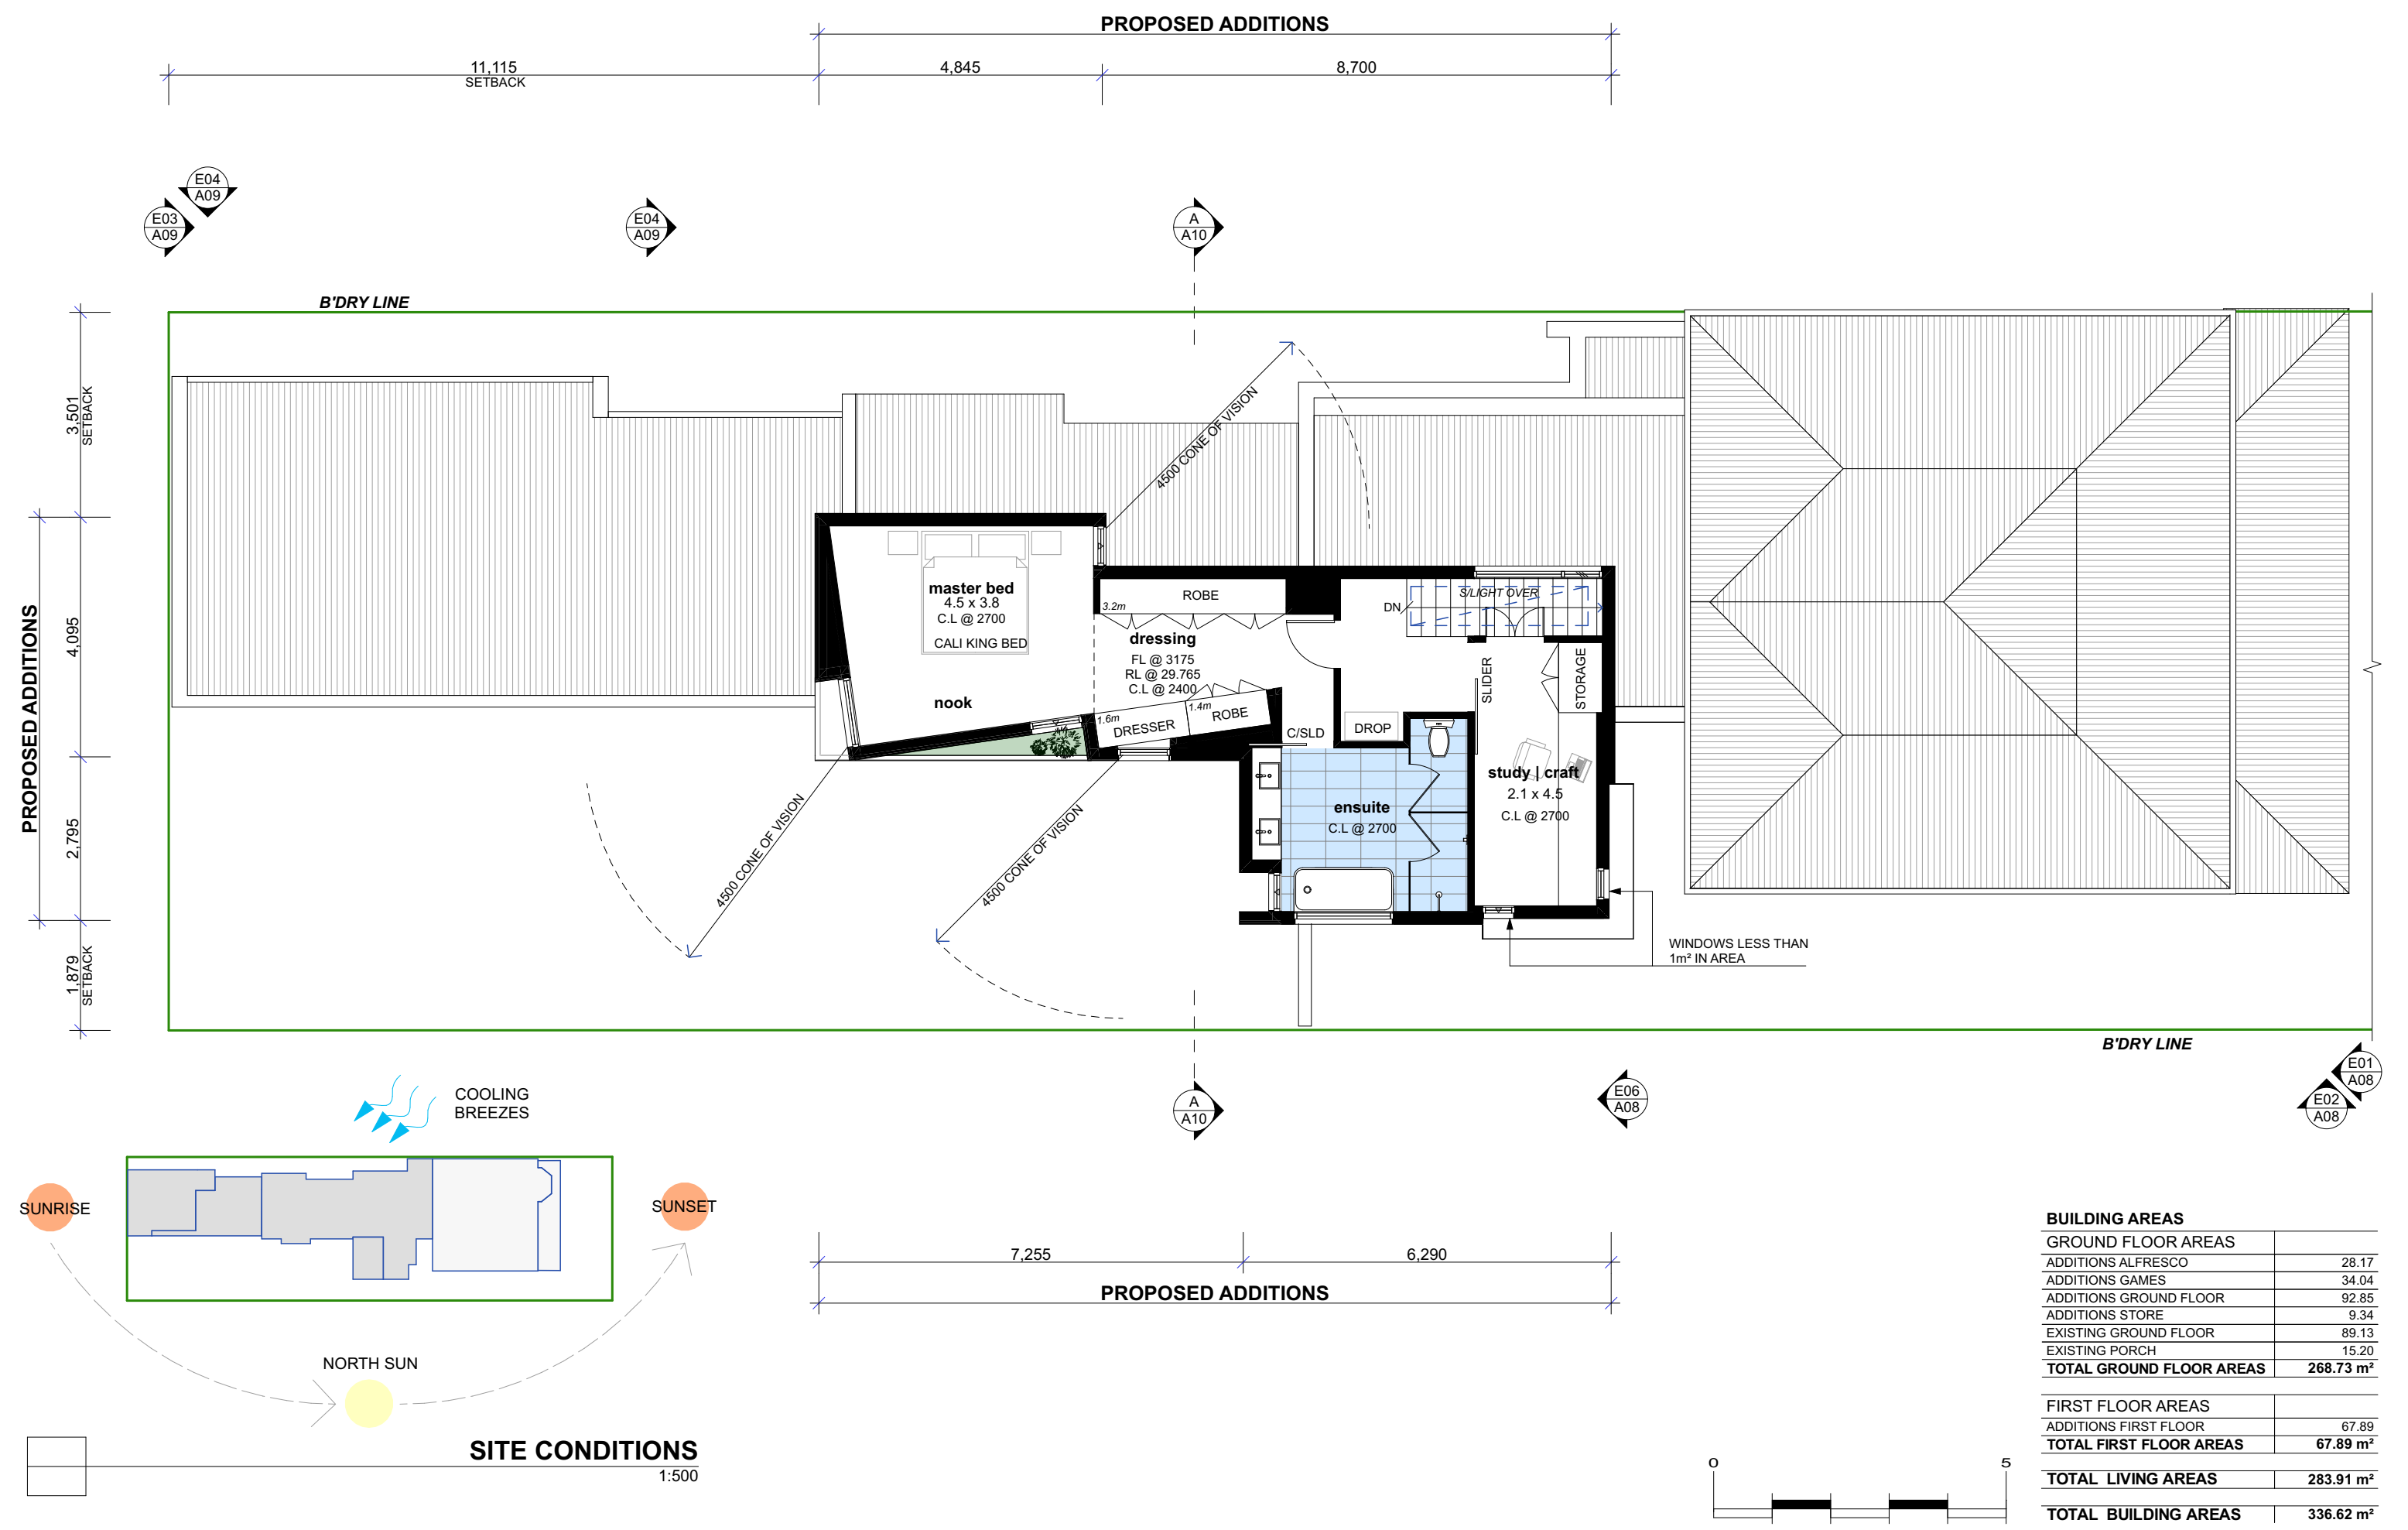 PROPOSED ADDITIONS
11,115
SETBACK
4,845
8,700
E04
A09
E03
A09
E04
A09
A
A10
B'DRY LINE
3,501
SETBACK
4,095
2,795
1,879
SETBACK
PROPOSED ADDITIONS
4500 CONE OF VISION
master bed
4.5 x 3.8
C.L @ 2700
CALI KING BED
nook
ROBE
3.2m
dressing
FL @ 3175
RL @ 29.765
C.L @ 2400
1.6m
DRESSER
1.4m
ROBE
DN
S/LIGHT OVER
SLIDER
STORAGE
C/SLD
DROP
study | craft
2.1 x 4.5
C.L @ 2700
ensuite
C.L @ 2700
4500 CONE OF VISION
4500 CONE OF VISION
WINDOWS LESS THAN
1m² IN AREA
B'DRY LINE
E01
A08
E02
A08
E06
A08
A
A10
COOLING
BREEZES
SUNRISE
SUNSET
NORTH SUN
SITE CONDITIONS
1:500
7,255
6,290
PROPOSED ADDITIONS
0 5
BUILDING AREAS
GROUND FLOOR AREAS
ADDITIONS ALFRESCO 28.17
ADDITIONS GAMES 34.04
ADDITIONS GROUND FLOOR 92.85
ADDITIONS STORE 9.34
EXISTING GROUND FLOOR 89.13
EXISTING PORCH 15.20
TOTAL GROUND FLOOR AREAS 268.73 m²
FIRST FLOOR AREAS
ADDITIONS FIRST FLOOR 67.89
TOTAL FIRST FLOOR AREAS 67.89 m²
TOTAL LIVING AREAS 283.91 m²
TOTAL BUILDING AREAS 336.62 m²